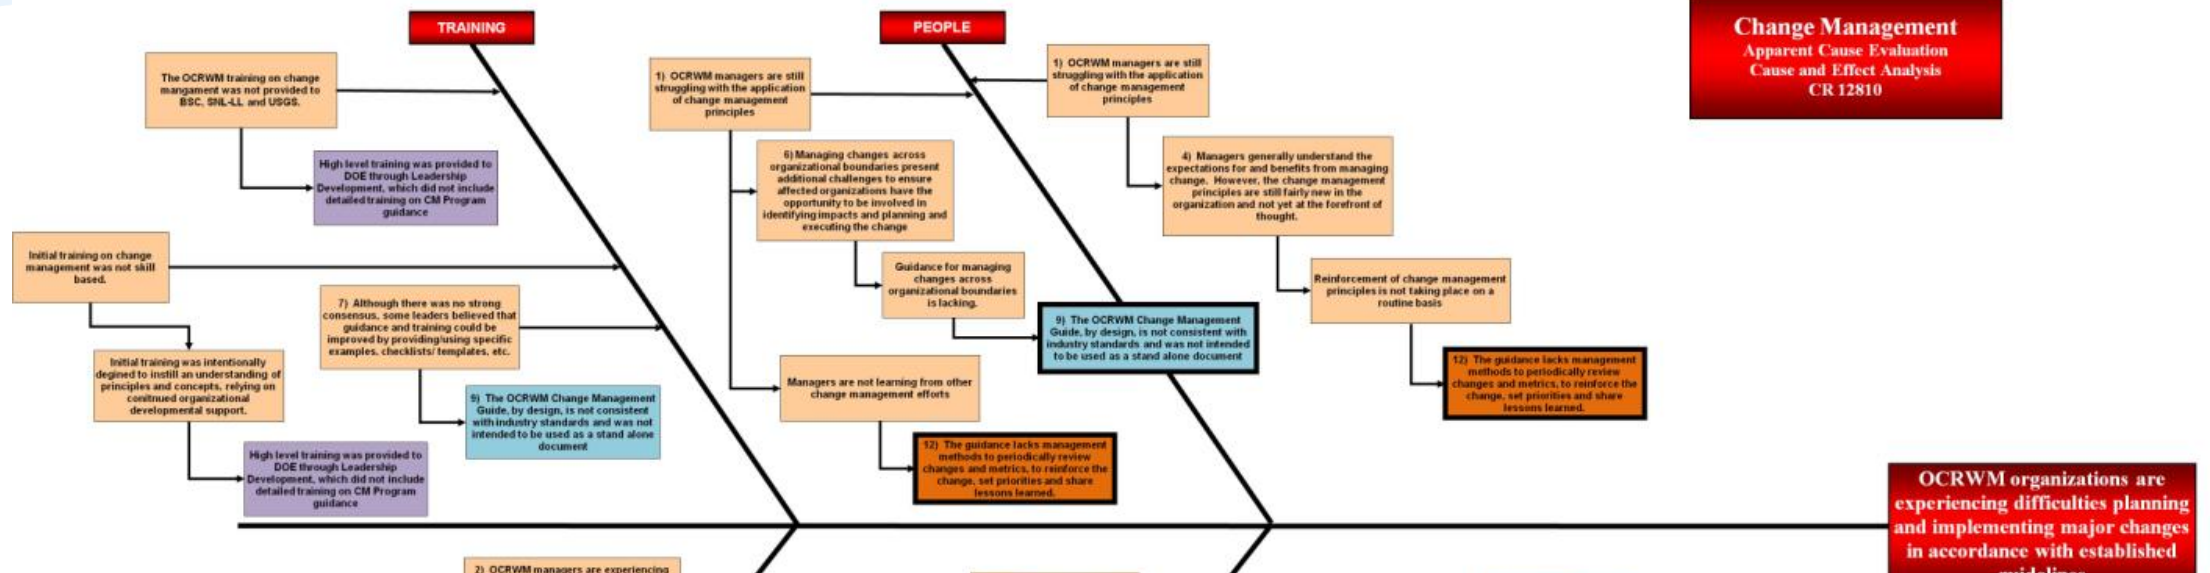 TRAINING
The OCRWM training on change
mangament was not provided to
BSC, SNL-LL and USGS.
High level training was provided to
DOE through Leadership
Development, which did not include
detailed training on CM Program
guidance
Initial training on change
management was not skill
based.
Initial training was intentionally
degined to instill an understanding of
principles and concepts, relying on
conitnued organizational
developmental support.
High level training was provided to
DOE through Leadership
Development, which did not include
detailed training on CM Program
guidance
7) Although there was no strong
consensus, some leaders believed that
guidance and training could be
improved by providing/using specific
examples, checklists/ templates, etc.
9) The OCRWM Change Management
Guide, by design, is not consistent
with industry standards and was not
intended to be used as a stand alone
document
PEOPLE
1) OCRWM managers are still
struggling with the application
of change management
principles
6) Managing changes across
organizational boundaries present
additional challenges to ensure
affected organizations have the
opportunity to be involved in
identifying impacts and planning and
executing the change
Guidance for managing
changes across
organizational boundaries
is lacking.
9) The OCRWM Change Management
Guide, by design, is not consistent with
industry standards and was not intended
to be used as a stand alone document
Managers are not learning from other
change management efforts
12) The guidance lacks management
methods to periodically review
changes and metrics, to reinforce the
change, set priorities and share
lessons learned.
1) OCRWM managers are still
struggling with the application
of change management
principles
4) Managers generally understand the
expectations for and benefits from managing
change. However, the change management
principles are still fairly new in the
organization and not yet at the forefront of
thought.
Reinforcement of change management
principles is not taking place on a
routine basis
12) The guidance lacks management
methods to periodically review
changes and metrics, to reinforce the
change, set priorities and share
lessons learned.
Change Management
Apparent Cause Evaluation
Cause and Effect Analysis
CR 12810
OCRWM organizations are
experiencing difficulties planning
and implementing major changes
in accordance with established
2) OCRWM managers are experiencing